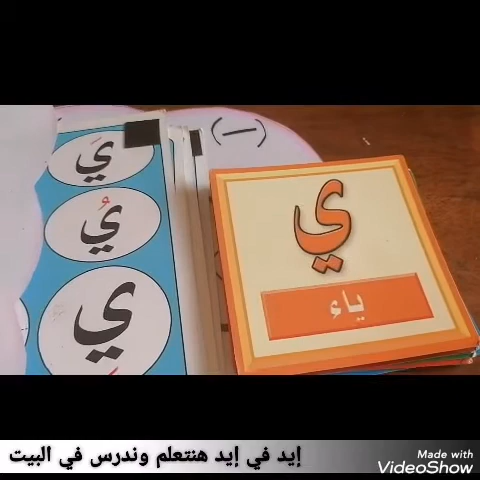 يَ
يُ
يِ
(—)
ي
ياء
إيد في إيد هنتعلم وندرس في البيت
Made with
VideoShow